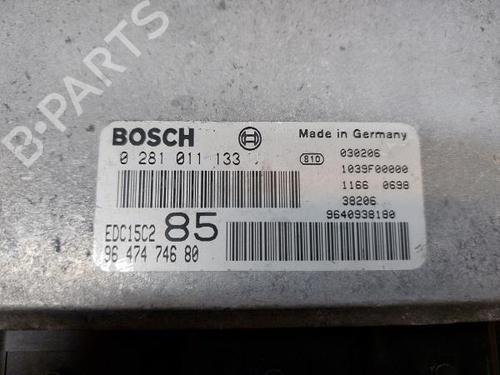 B-PARTS
BOSCH
Made in Germany
0 281 011 133
810
030206
1039F00000
1166 0698
38206
9640938180
EDC15C2 85
96 474 746 80